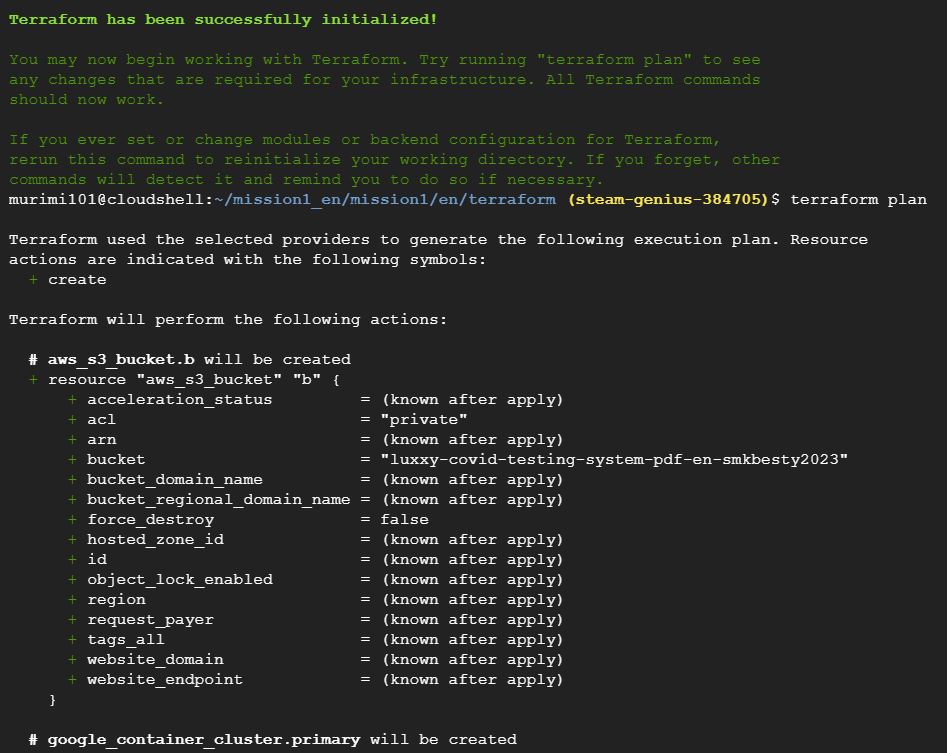 Terraform has been successfully initialized!
You may now begin working with Terraform. Try running "terraform plan" to see
any changes that are required for your infrastructure. All Terraform commands
should now work.
If you ever set or change modules or backend configuration for Terraform,
rerun this command to reinitialize your working directory. If you forget, other
commands will detect it and remind you to do so if necessary.
murimi101@cloudshell:~/mission1_en/mission1/en/terraform (steam-genius-384705)$ terraform plan
Terraform used the selected providers to generate the following execution plan. Resource
actions are indicated with the following symbols:
  + create
Terraform will perform the following actions:
  # aws_s3_bucket.b will be created
  + resource "aws_s3_bucket" "b" {
      + acceleration_status         = (known after apply)
      + acl                         = "private"
      + arn                         = (known after apply)
      + bucket                      = "luxxy-covid-testing-system-pdf-en-smkbesty2023"
      + bucket_domain_name          = (known after apply)
      + bucket_regional_domain_name = (known after apply)
      + force_destroy               = false
      + hosted_zone_id              = (known after apply)
      + id                          = (known after apply)
      + object_lock_enabled         = (known after apply)
      + region                      = (known after apply)
      + request_payer               = (known after apply)
      + tags_all                    = (known after apply)
      + website_domain              = (known after apply)
      + website_endpoint            = (known after apply)
    }
  # google_container_cluster.primary will be created